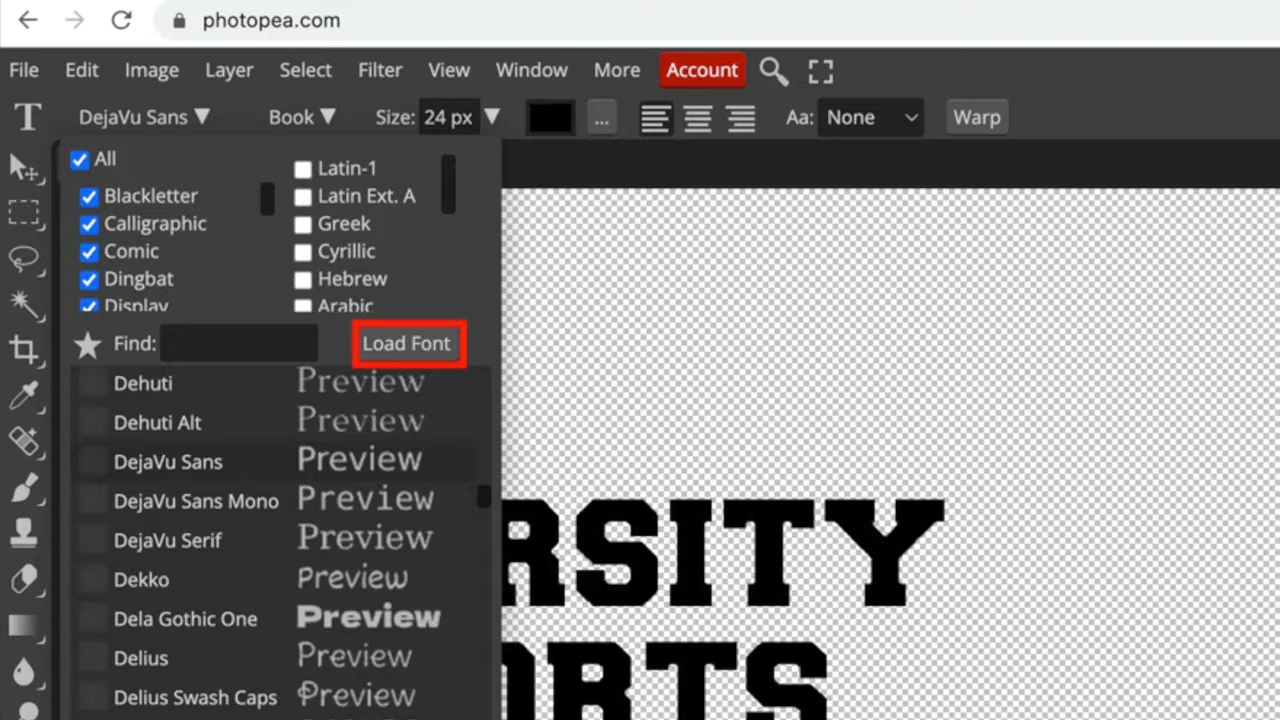 photopea.com
File Edit Image Layer Select Filter View Window More Account
T DejaVu Sans Book Size: 24 px ... Aa: None Warp
All
Latin-1
Blackletter Latin Ext. A
Calligraphic Greek
Comic Cyrillic
Dingbat Hebrew
Display Arabic
Find: Load Font
Dehuti Preview
Dehuti Alt Preview
DejaVu Sans Preview
DejaVu Sans Mono Preview
DejaVu Serif Preview
Dekko Preview
Dela Gothic One Preview
Delius Preview
Delius Swash Caps Preview
RSITY
ORTS